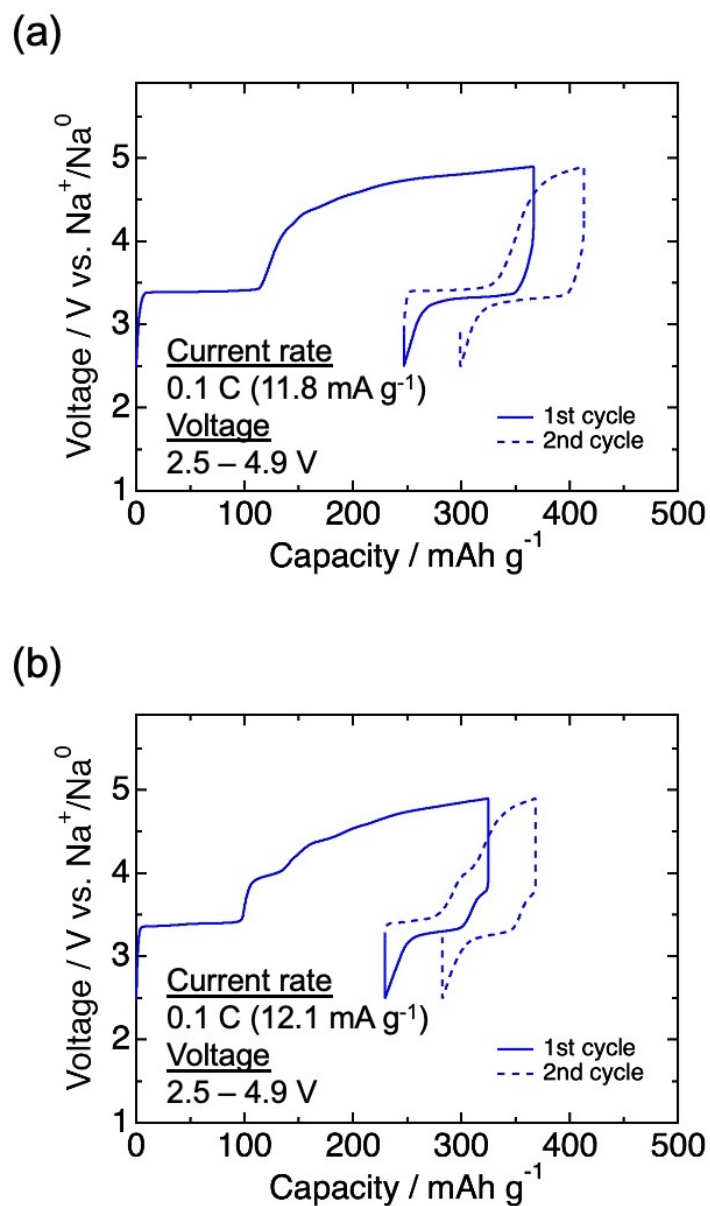 (a)
Voltage / V vs. Na⁺/Na⁰
5
4
3
2
1
Current rate
0.1 C (11.8 mA g⁻¹)
Voltage
2.5 – 4.9 V
1st cycle
2nd cycle
0 100 200 300 400 500
Capacity / mAh g⁻¹
(b)
Voltage / V vs. Na⁺/Na⁰
5
4
3
2
1
Current rate
0.1 C (12.1 mA g⁻¹)
Voltage
2.5 – 4.9 V
1st cycle
2nd cycle
0 100 200 300 400 500
Capacity / mAh g⁻¹